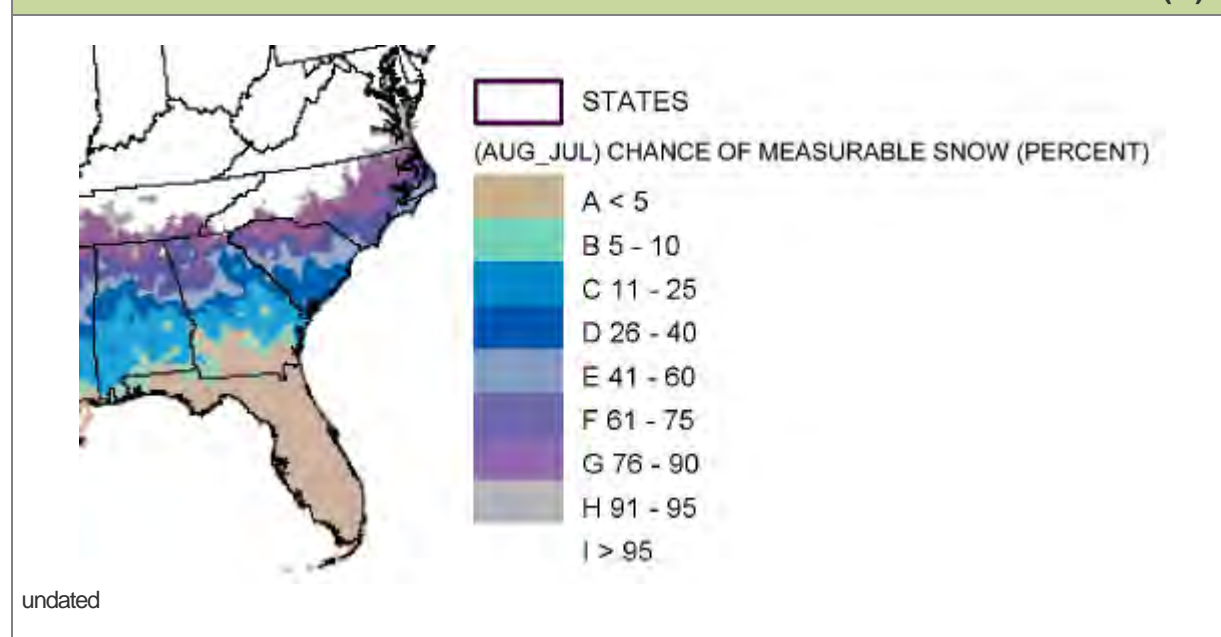 STATES
(AUG_JUL) CHANCE OF MEASURABLE SNOW (PERCENT)
A < 5
B 5 - 10
C 11 - 25
D 26 - 40
E 41 - 60
F 61 - 75
G 76 - 90
H 91 - 95
I > 95
undated